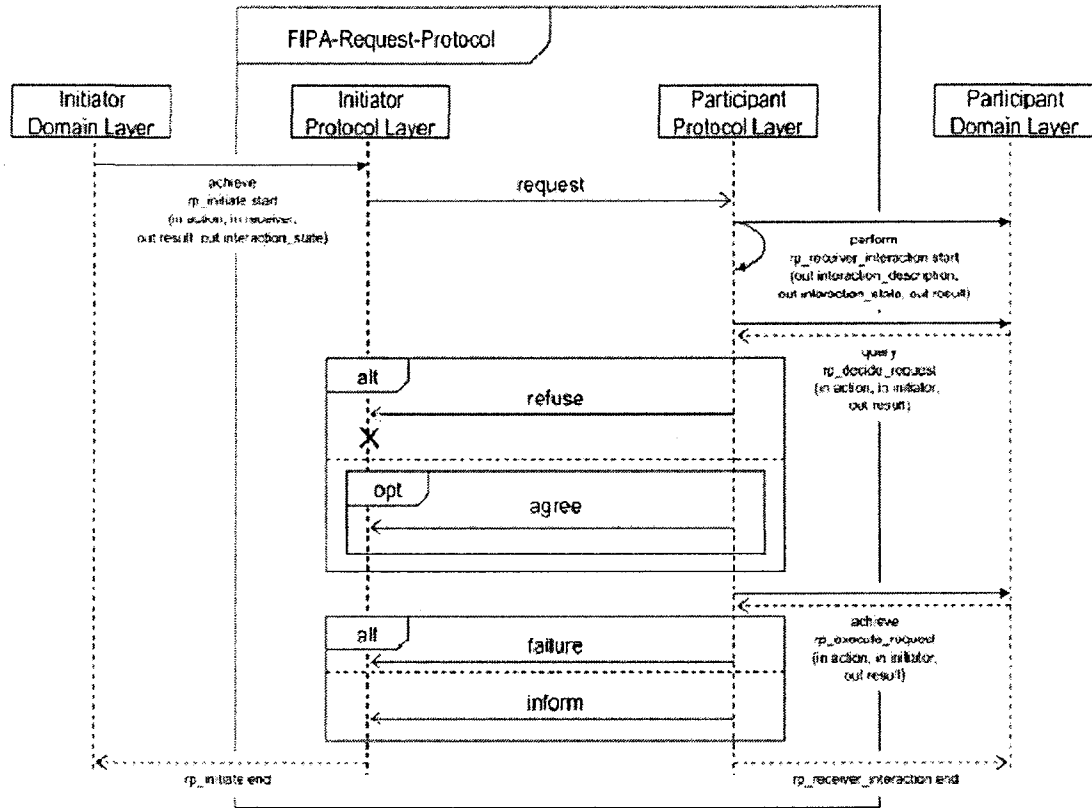 FIPA-Request-Protocol
Initiator
Domain Layer
Initiator
Protocol Layer
Participant
Protocol Layer
Participant
Domain Layer
achieve
rp_initiate start
(in action, in receiver,
out result, out interaction_state)
request
perform
rp_receiver_interaction start
(out interaction_description,
out interaction_state, out result)
query
rp_decide_request
(in action, in initiator,
out result)
alt
refuse
opt
agree
achieve
rp_execute_request
(in action, in initiator,
out result)
alt
failure
inform
rp_initiate end
rp_receiver_interaction end